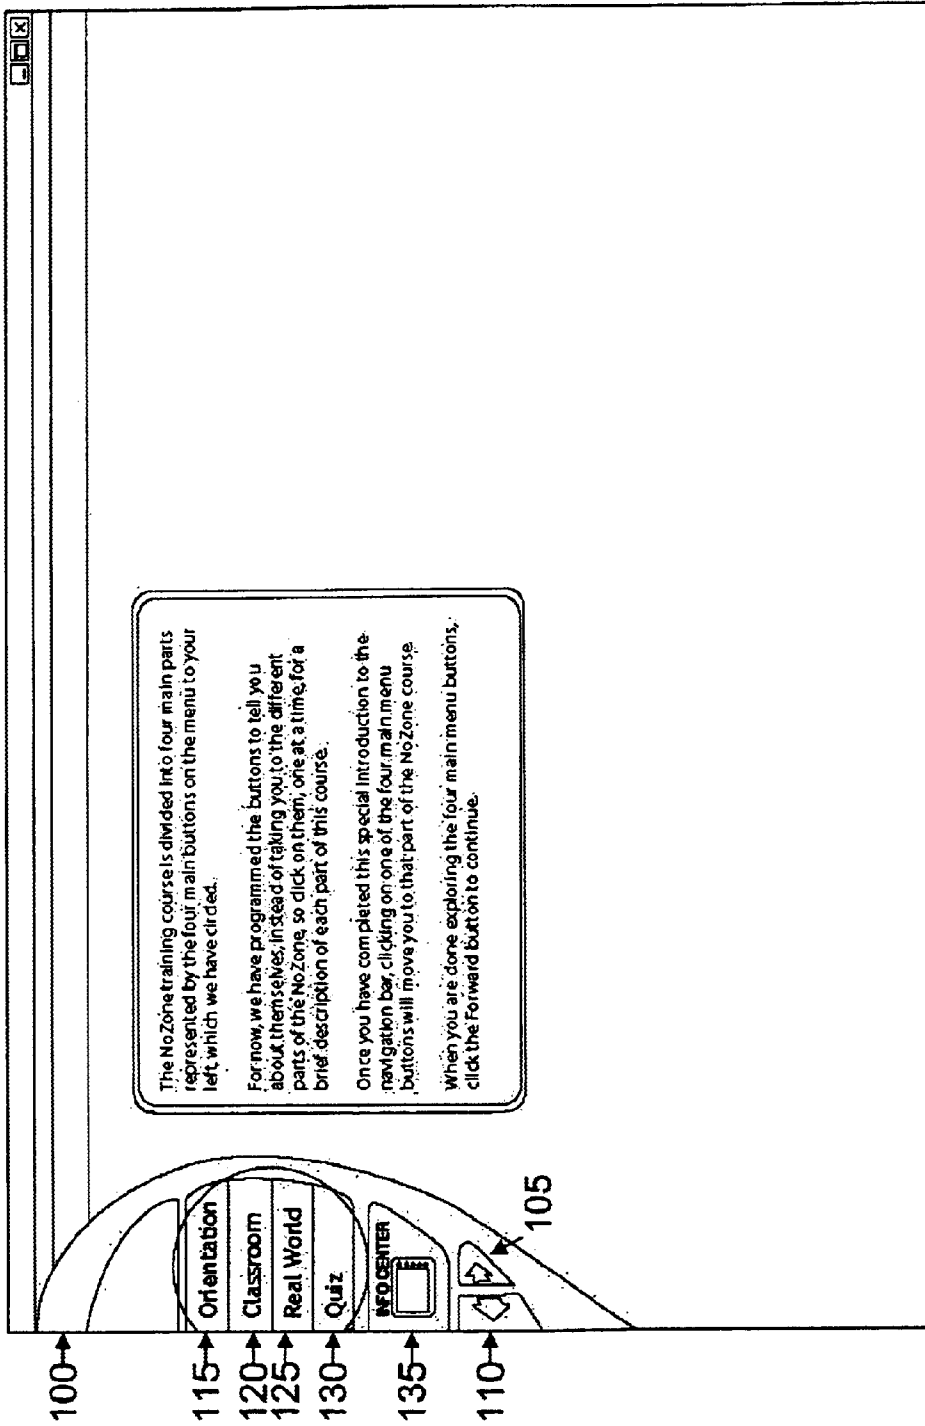 100
115
120
125
130
135
110
105
Orientation
Classroom
Real World
Quiz
INFO CENTER
The NoZone training course is divided into four main parts
represented by the four main buttons on the menu to your
left, which we have circled.
For now, we have programmed the buttons to tell you
about themselves, instead of taking you to the different
parts of the NoZone, so click on them, one at a time, for a
brief description of each part of this course.
Once you have completed this special Introduction to the
navigation bar, clicking on one of the four main menu
buttons will move you to that part of the NoZone course.
When you are done exploring the four main menu buttons,
click the Forward button to continue.